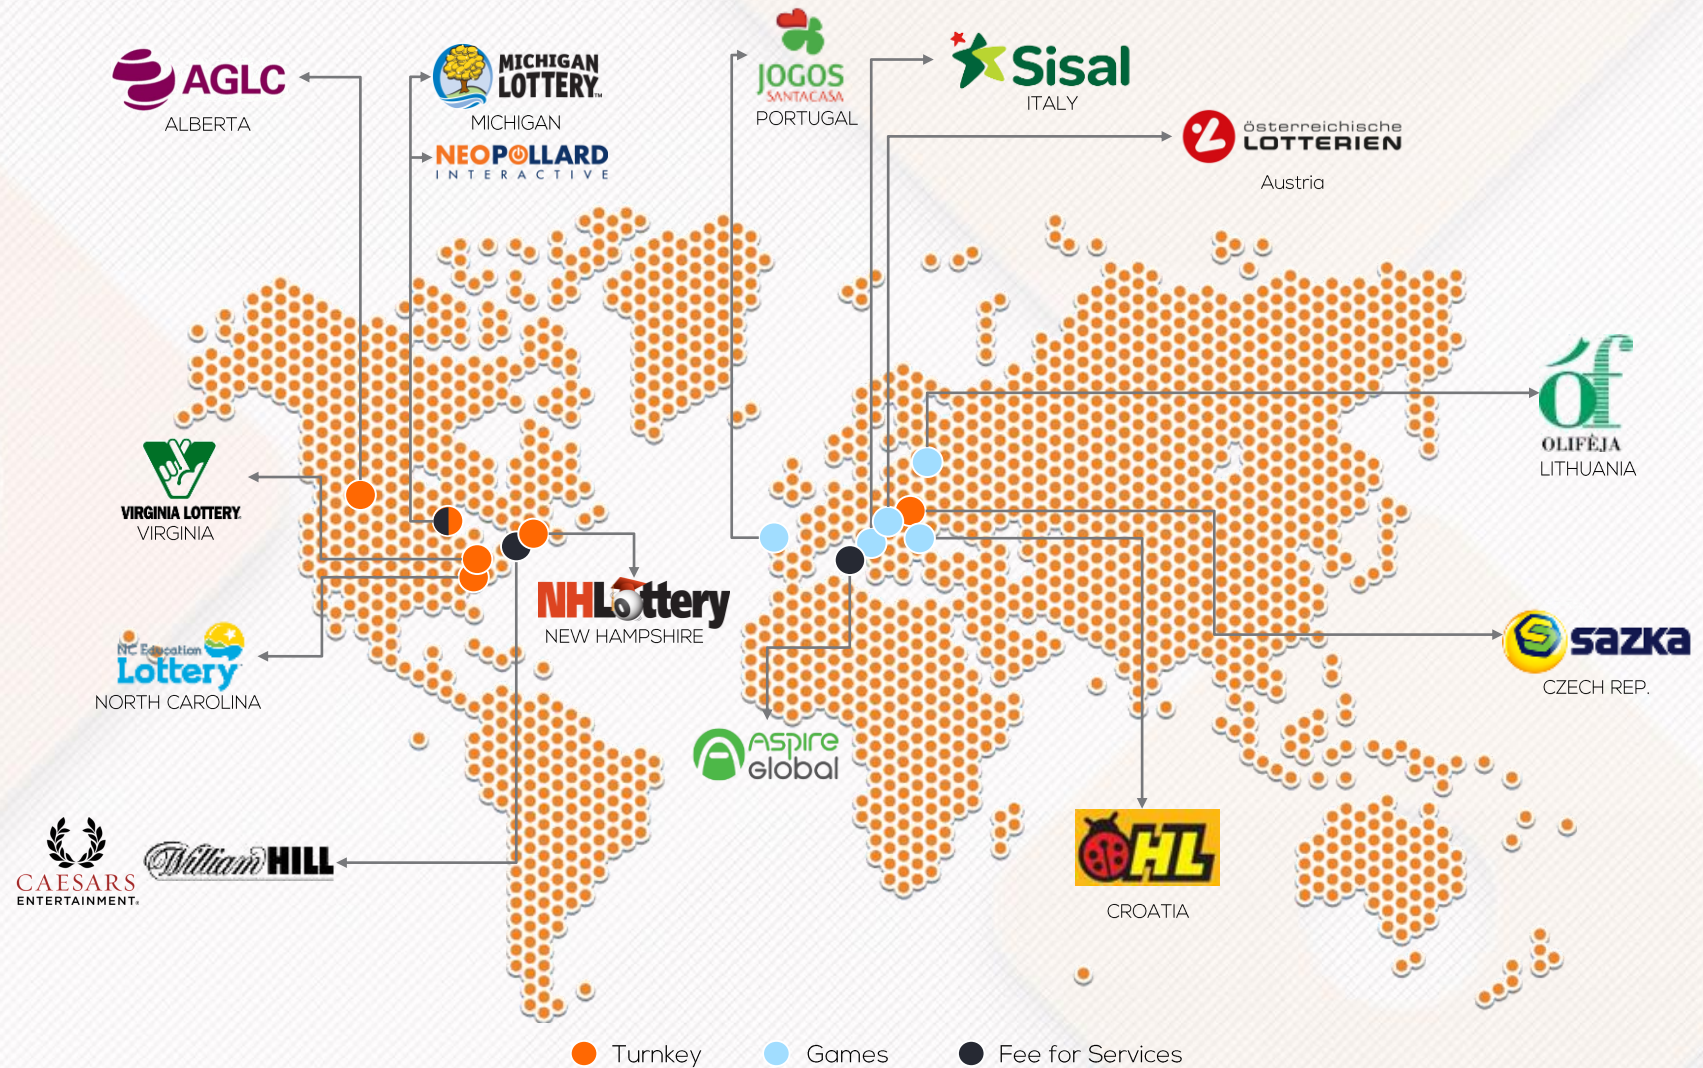 AGLC
ALBERTA
MICHIGAN
LOTTERY™
MICHIGAN
NEOPOLLARD
INTERACTIVE
JOGOS
SANTACASA
PORTUGAL
Sisal
ITALY
österreichische
LOTTERIEN
Austria
VIRGINIA LOTTERY.
VIRGINIA
óf
OLIFĖJA
LITHUANIA
NHLottery
NEW HAMPSHIRE
NC Education
Lottery
NORTH CAROLINA
sazka
CZECH REP.
Aspire
Global
CAESARS
ENTERTAINMENT®
William HILL
HL
CROATIA
Turnkey
Games
Fee for Services